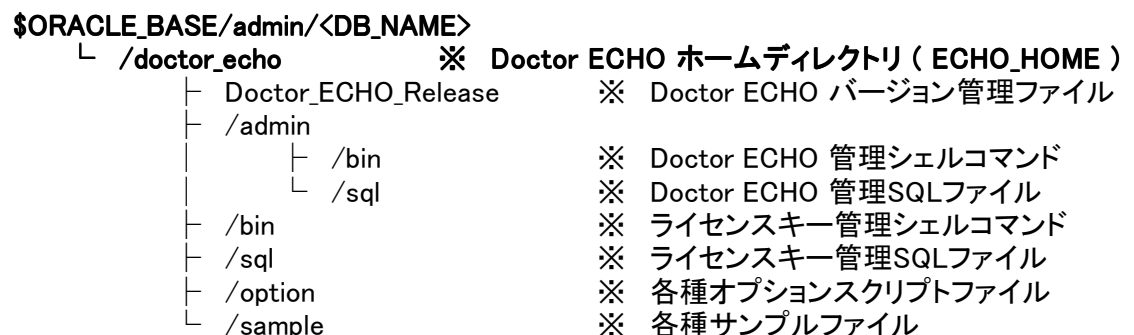 $ORACLE_BASE/admin/<DB_NAME>
└ /doctor_echo ※ Doctor ECHO ホームディレクトリ ( ECHO_HOME )
├ Doctor_ECHO_Release ※ Doctor ECHO バージョン管理ファイル
├ /admin
│ ├ /bin ※ Doctor ECHO 管理シェルコマンド
│ └ /sql ※ Doctor ECHO 管理SQLファイル
├ /bin ※ ライセンスキー管理シェルコマンド
├ /sql ※ ライセンスキー管理SQLファイル
├ /option ※ 各種オプションスクリプトファイル
└ /sample ※ 各種サンプルファイル